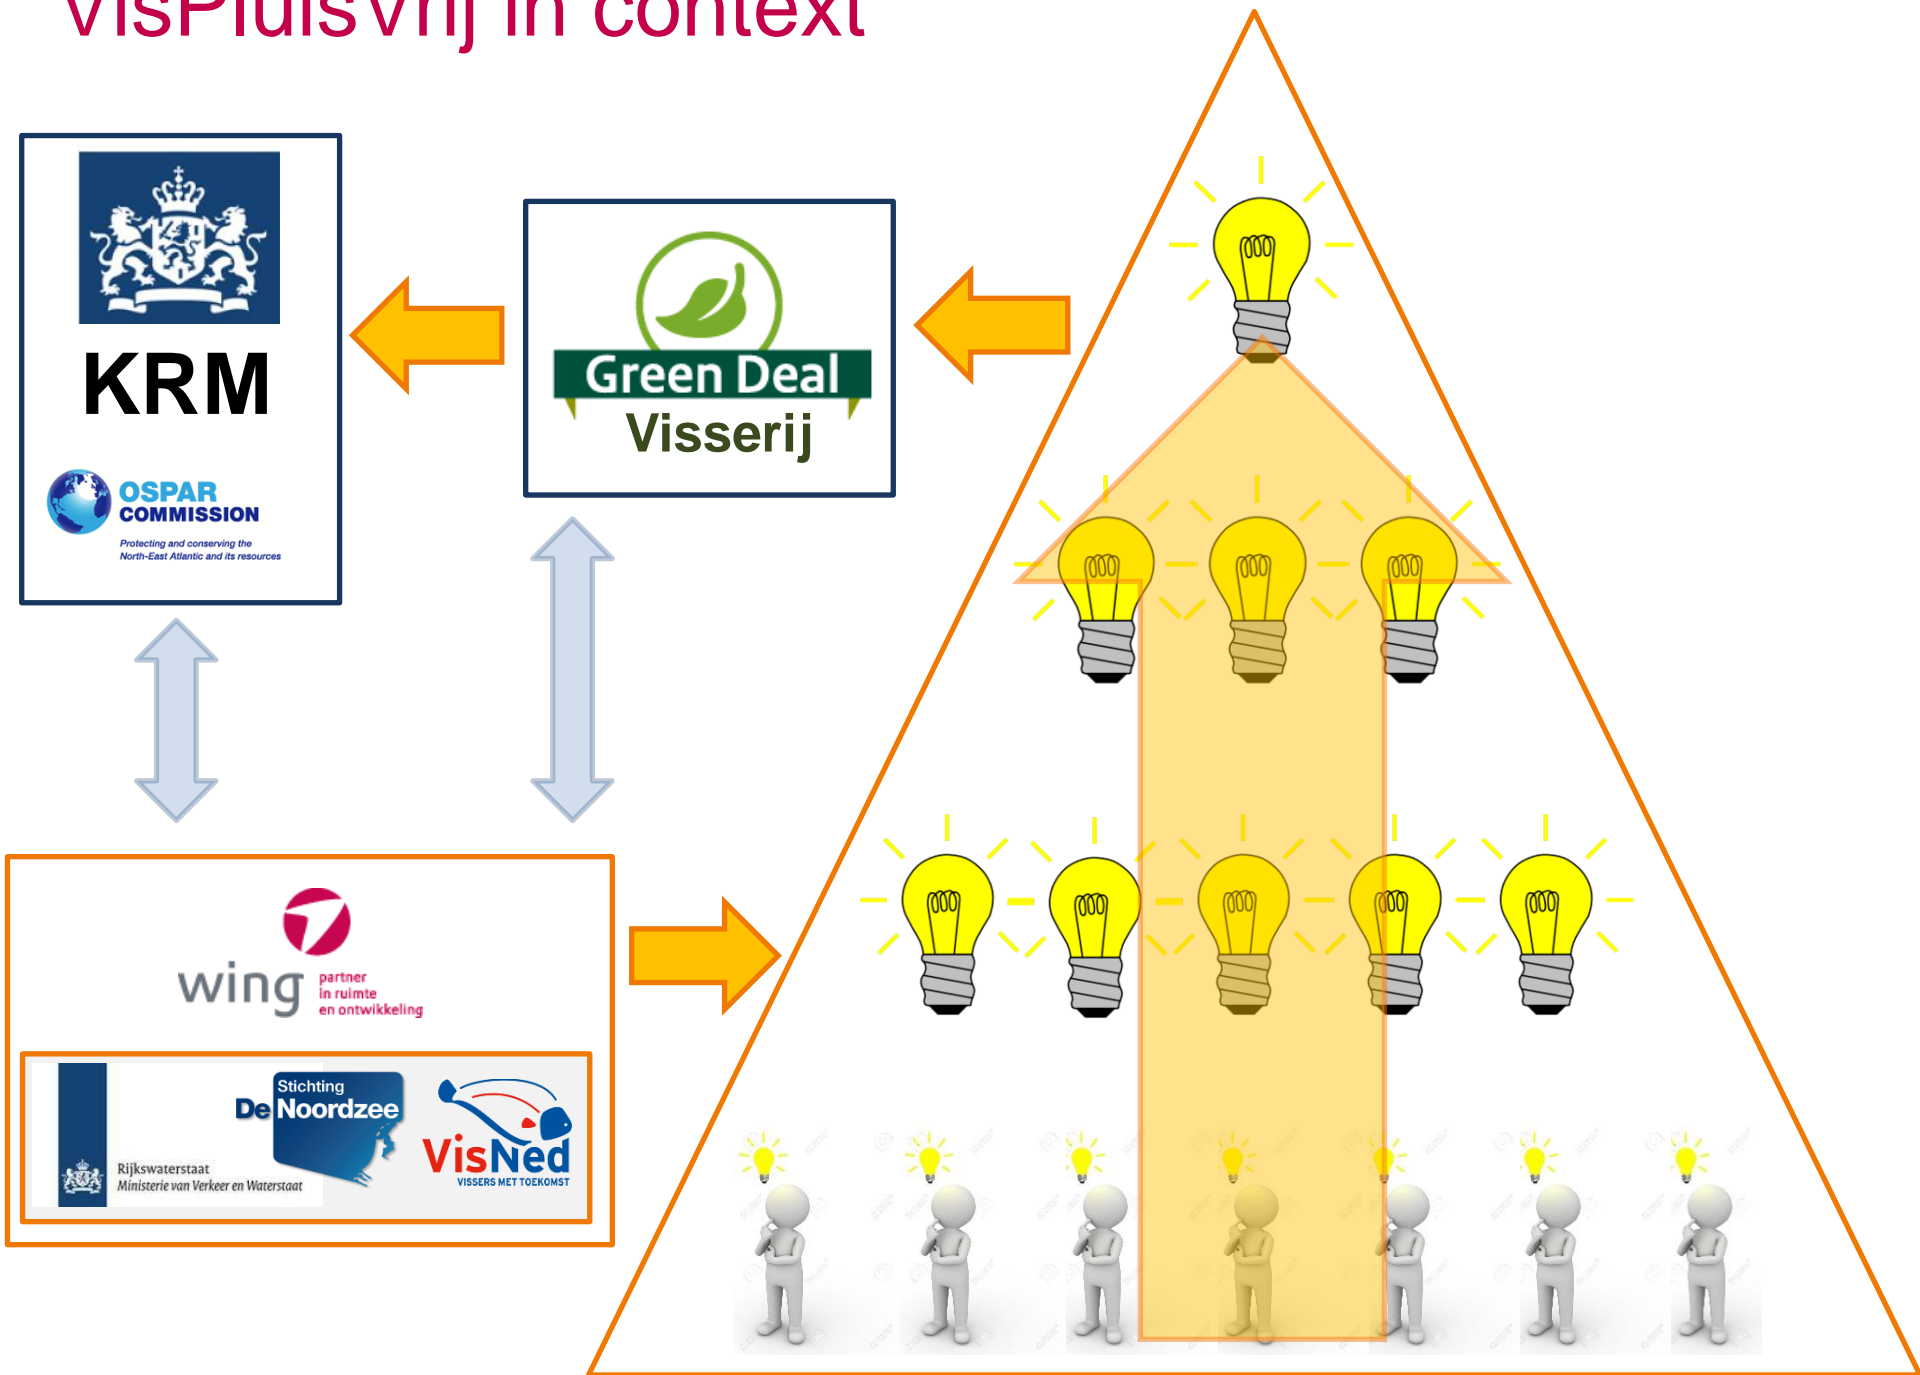 VisPluisVrij in context
KRM
OSPAR
COMMISSION
Protecting and conserving the
North-East Atlantic and its resources
Green Deal
Visserij
wing
partner
in ruimte
en ontwikkeling
Rijkswaterstaat
Ministerie van Verkeer en Waterstaat
Stichting
De Noordzee
VisNed
VISSERS MET TOEKOMST